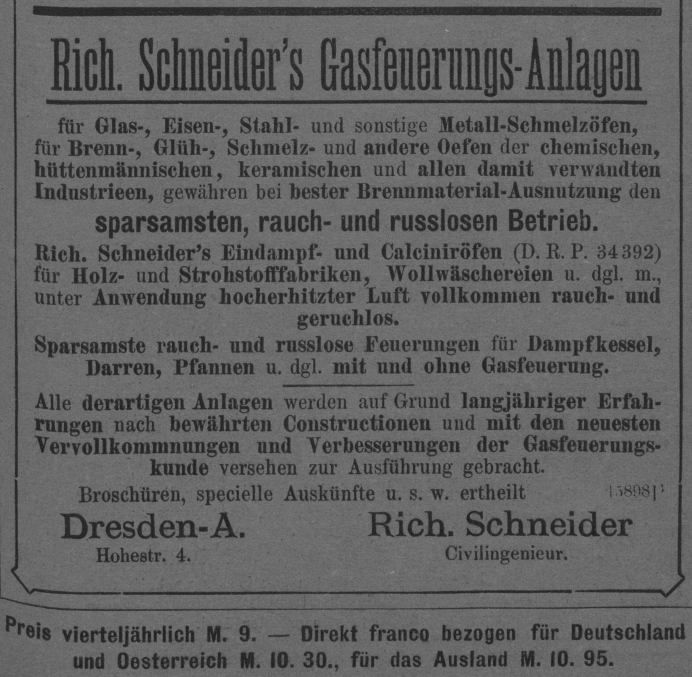 Rich. Schneider's Gasfeuerungs-Anlagen
für Glas-, Eisen-, Stahl- und sonstige Metall-Schmelzöfen,
für Brenn-, Glüh-, Schmelz- und andere Oefen der chemischen,
hüttenmännischen, keramischen und allen damit verwandten
Industrieen, gewähren bei bester Brennmaterial-Ausnutzung den
sparsamsten, rauch- und russlosen Betrieb.
Rich. Schneider's Eindampf- und Calciniröfen (D. R. P. 34392)
für Holz- und Strohstofffabriken, Wollwäschereien u. dgl. m.,
unter Anwendung hocherhitzter Luft vollkommen rauch- und
geruchlos.
Sparsamste rauch- und russlose Feuerungen für Dampfkessel,
Darren, Pfannen u. dgl. mit und ohne Gasfeuerung.
Alle derartigen Anlagen werden auf Grund langjähriger Erfah-
rungen nach bewährten Constructionen und mit den neuesten
Vervollkommnungen und Verbesserungen der Gasfeuerungs-
kunde versehen zur Ausführung gebracht.
Broschüren, specielle Auskünfte u. s. w. ertheilt
Dresden-A. Rich. Schneider
Hohestr. 4. Civilingenieur.
Preis vierteljährlich M. 9. — Direkt franco bezogen für Deutschland
und Oesterreich M. 10. 30., für das Ausland M. 10. 95.